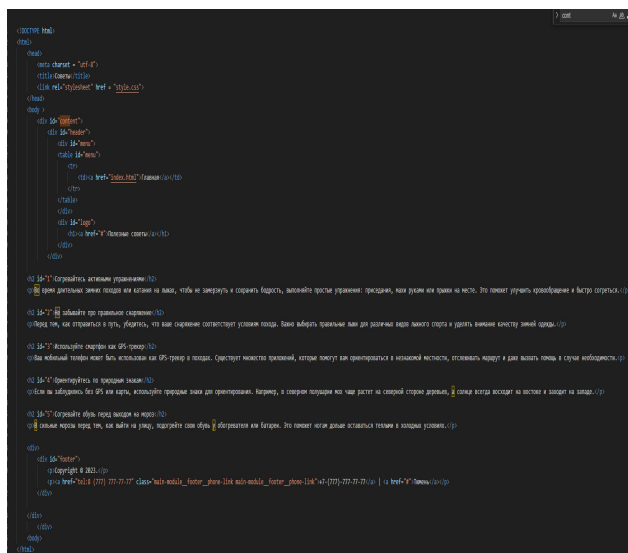 cont
<!DOCTYPE html>
<html>
<head>
<meta charset = "utf-8">
<title>Советы</title>
<link rel="stylesheet" href = "style.css">
</head>
<body >
<div id="content">
<div id="header">
<div id="menu">
<table id="menu">
<tr>
<td><a href="index.html">Главная</a></td>
</tr>
</table>
</div>
<div id="logo">
<h1><a href="#">Полезные советы</a></h1>
</div>
</div>
<h2 id="1">Согревайтесь активными упражнениями</h2>
<p>Во время длительных зимних походов или катания на лыжах, чтобы не замерзнуть и сохранить бодрость, выполняйте простые упражнения: приседания, махи руками или прыжки на месте. Это поможет улучшить кровообращение и быстро согреться.</p>
<h2 id="2">Не забывайте про правильное снаряжение</h2>
<p>Перед тем, как отправиться в путь, убедитесь, что ваше снаряжение соответствует условиям похода. Важно выбирать правильные лыжи для различных видов лыжного спорта и уделять внимание качеству зимней одежды.</p>
<h2 id="3">Используйте смартфон как GPS-трекер</h2>
<p>Ваш мобильный телефон может быть использован как GPS-трекер в походах. Существует множество приложений, которые помогут вам ориентироваться в незнакомой местности, отслеживать маршрут и даже вызвать помощь в случае необходимости.</p>
<h2 id="4">Ориентируйтесь по природным знакам</h2>
<p>Если вы заблудились без GPS или карты, используйте природные знаки для ориентирования. Например, в северном полушарии мох чаще растет на северной стороне деревьев, а солнце всегда восходит на востоке и заходит на западе.</p>
<h2 id="5">Согревайте обувь перед выходом на мороз</h2>
<p>В сильные морозы перед тем, как выйти на улицу, подогрейте свою обувь у обогревателя или батареи. Это поможет ногам дольше оставаться теплыми в холодных условиях.</p>
<div>
<div id="footer">
<p>Copyright © 2023.</p>
<p><a href="tel:8 (777) 777-77-77" class="main-module__footer__phone-link main-module__footer__phone-link">+7-(777)-777-77-77</a> | <a href="#">Тюмень</a></p>
</div>
</div>
</div>
<body>
</html>